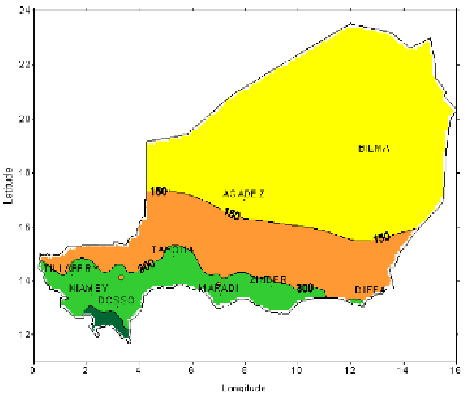 24
22
20
18
16
14
12
Latitude
BILMA
AGADEZ
150
150
150
TAHOUA
300
TILLABERY
NIAMEY
DOSSO
MARADI
ZINDER
300
DIFFA
0 2 4 6 8 10 12 14 16
Longitude